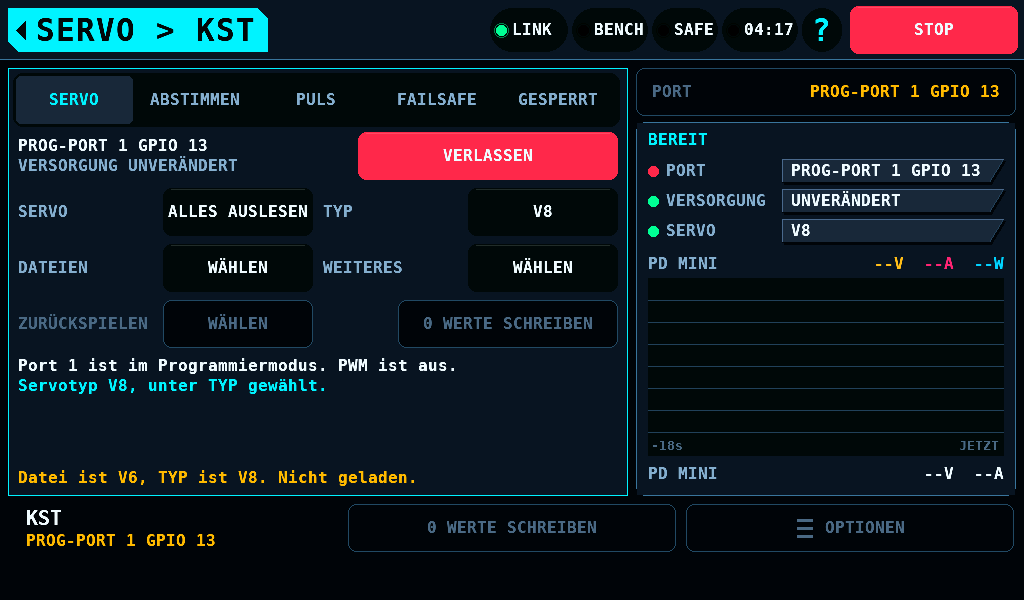 SERVO > KST
LINK
BENCH
SAFE
04:17
?
STOP
SERVO
ABSTIMMEN
PULS
FAILSAFE
GESPERRT
PROG-PORT 1 GPIO 13
VERSORGUNG UNVERÄNDERT
VERLASSEN
SERVO
ALLES AUSLESEN
TYP
V8
DATEIEN
WÄHLEN
WEITERES
WÄHLEN
ZURÜCKSPIELEN
WÄHLEN
0 WERTE SCHREIBEN
Port 1 ist im Programmiermodus. PWM ist aus.
Servotyp V8, unter TYP gewählt.
Datei ist V6, TYP ist V8. Nicht geladen.
PORT
PROG-PORT 1 GPIO 13
BEREIT
PORT
PROG-PORT 1 GPIO 13
VERSORGUNG
UNVERÄNDERT
SERVO
V8
PD MINI
--V --A --W
-18s
JETZT
PD MINI
--V --A
KST
PROG-PORT 1 GPIO 13
0 WERTE SCHREIBEN
OPTIONEN